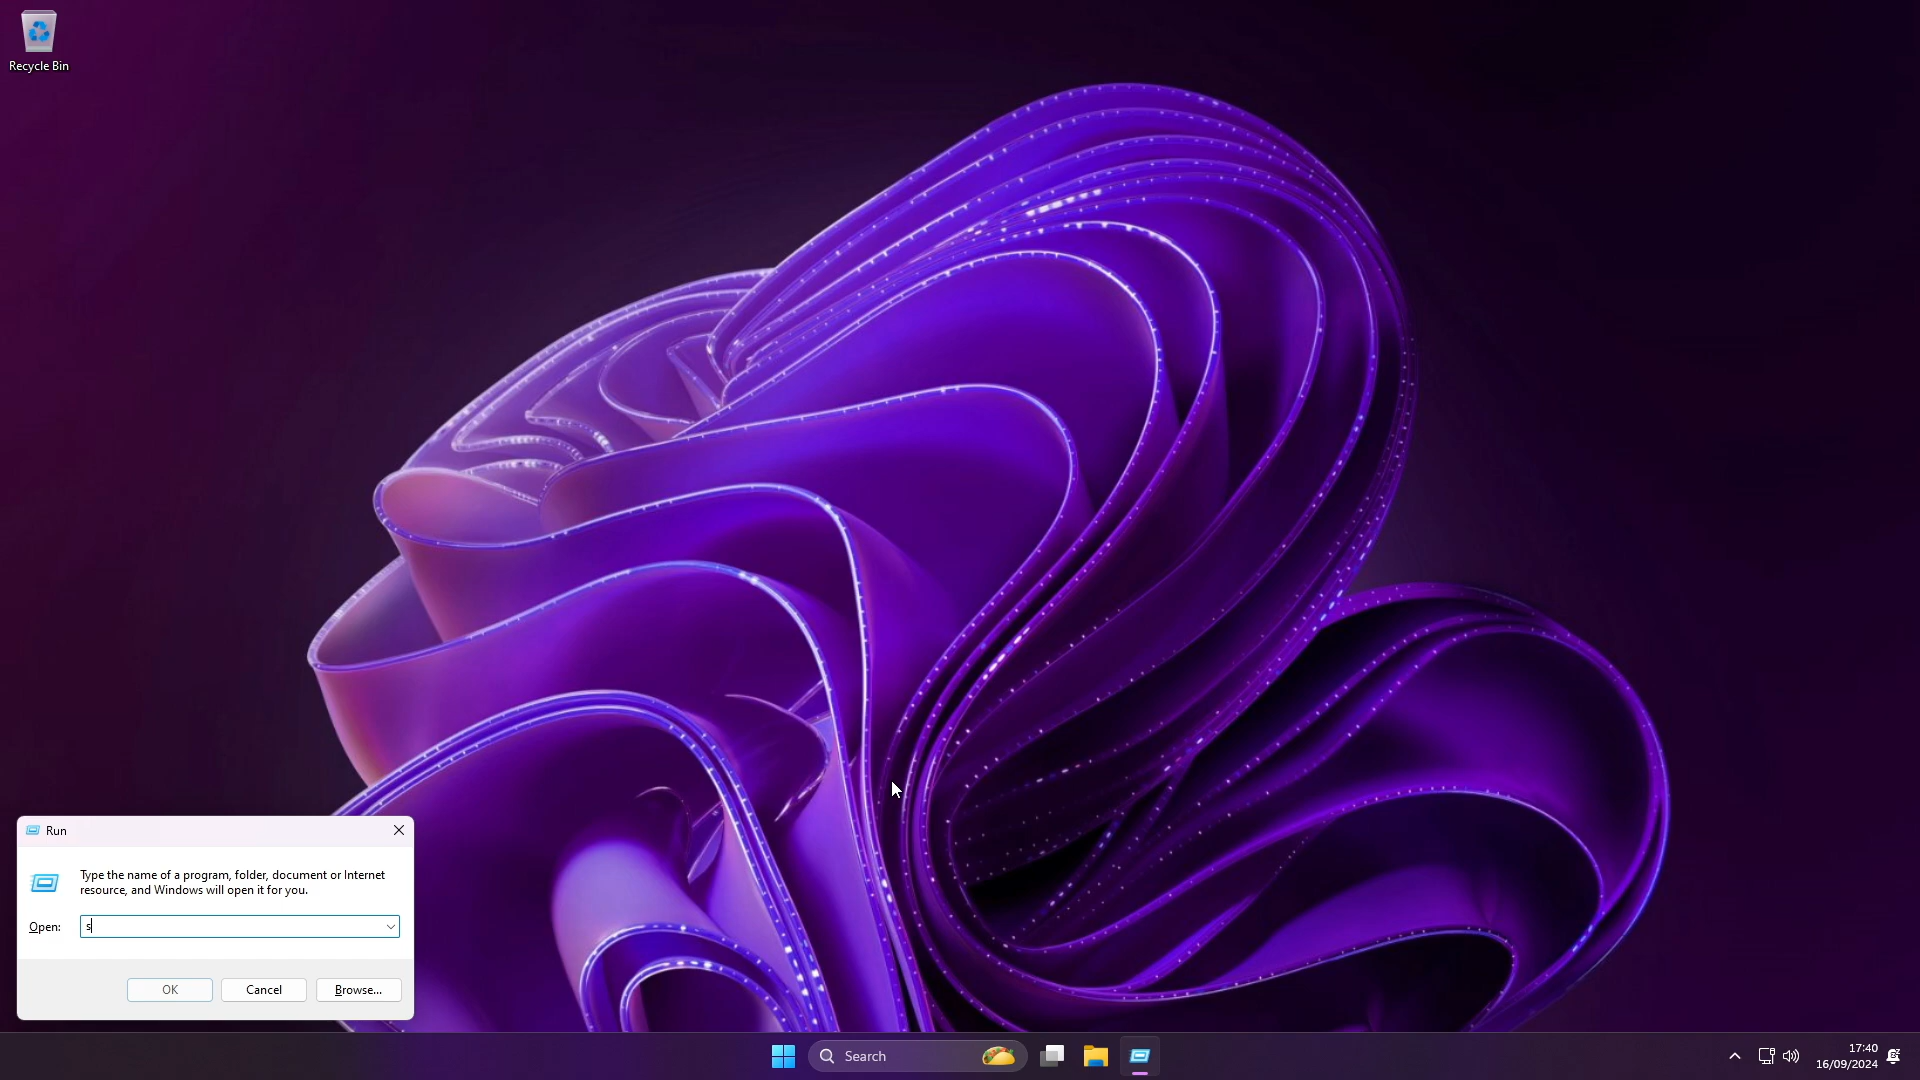 Recycle Bin
Run
Type the name of a program, folder, document or Internet
resource, and Windows will open it for you.
Open:
s
OK
Cancel
Browse...
Search
17:40
16/09/2024